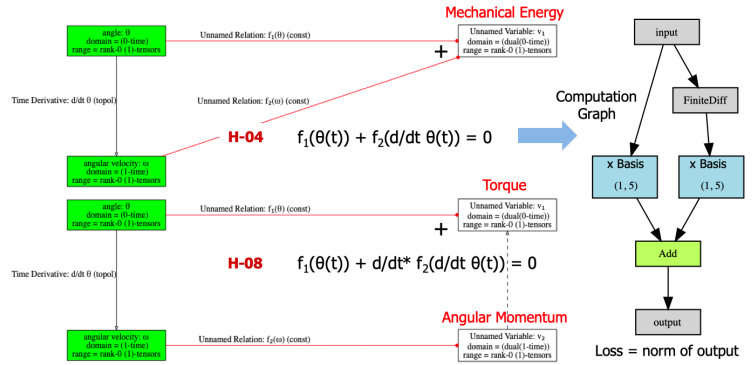 Mechanical Energy
angle: θ
domain = (0-time)
range = rank-0 (1)-tensors
Unnamed Relation: f₁(θ) (const)
Unnamed Variable: v₁
domain = (dual(0-time))
range = rank-0 (1)-tensors
+
Time Derivative: d/dt θ (topol)
Unnamed Relation: f₂(ω) (const)
H-04
f₁(θ(t)) + f₂(d/dt θ(t)) = 0
angular velocity: ω
domain = (1-time)
range = rank-0 (1)-tensors
Torque
angle: θ
domain = (0-time)
range = rank-0 (1)-tensors
Unnamed Relation: f₁(θ) (const)
Unnamed Variable: v₁
domain = (dual(0-time))
range = rank-0 (1)-tensors
+
Time Derivative: d/dt θ (topol)
H-08
f₁(θ(t)) + d/dt* f₂(d/dt θ(t)) = 0
Angular Momentum
angular velocity: ω
domain = (1-time)
range = rank-0 (1)-tensors
Unnamed Relation: f₂(ω) (const)
Unnamed Variable: v₂
domain = (dual(1-time))
range = rank-0 (1)-tensors
Computation
Graph
input
FiniteDiff
x Basis
(1, 5)
x Basis
(1, 5)
Add
output
Loss = norm of output